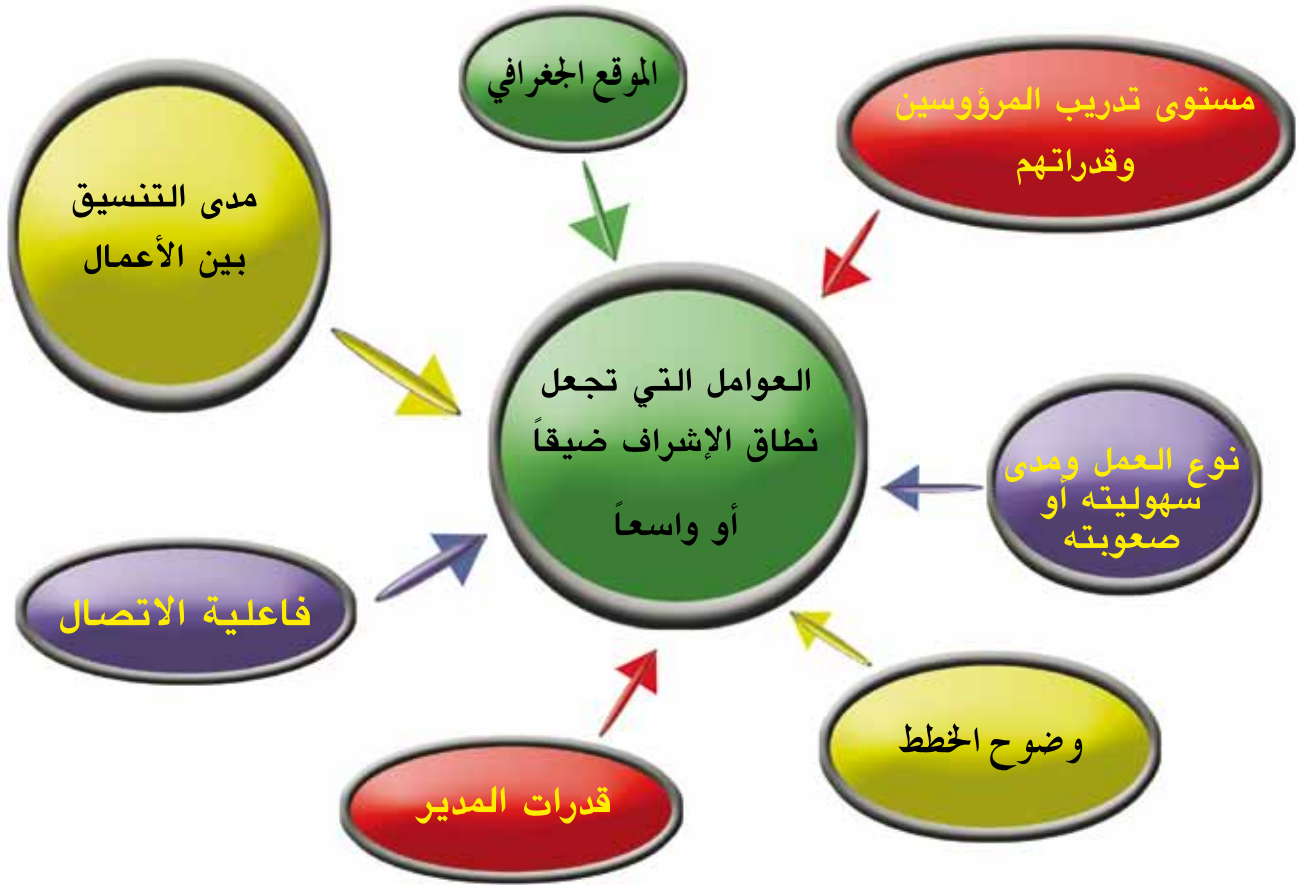 الموقع الجغرافي
مستوى تدريب المرؤوسين
وقدراتهم
مدى التنسيق
بين الأعمال
العوامل التي تجعل
نطاق الإشراف ضيقاً
أو واسعاً
نوع العمل ومدى
سهوليته أو
صعوبته
فاعلية الاتصال
وضوح الخطط
قدرات المدير